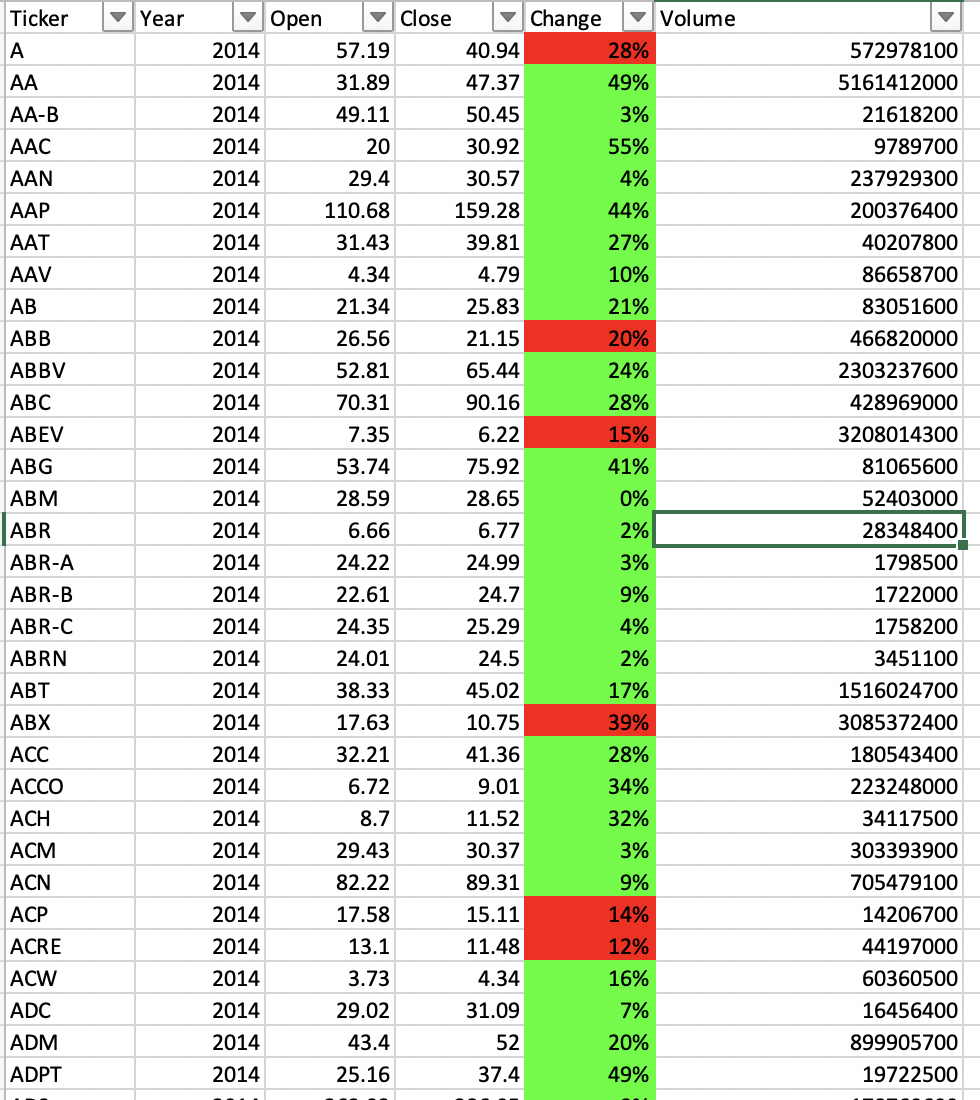 Ticker Year Open Close Change Volume
A 2014 57.19 40.94 28% 572978100
AA 2014 31.89 47.37 49% 5161412000
AA-B 2014 49.11 50.45 3% 21618200
AAC 2014 20 30.92 55% 9789700
AAN 2014 29.4 30.57 4% 237929300
AAP 2014 110.68 159.28 44% 200376400
AAT 2014 31.43 39.81 27% 40207800
AAV 2014 4.34 4.79 10% 86658700
AB 2014 21.34 25.83 21% 83051600
ABB 2014 26.56 21.15 20% 466820000
ABBV 2014 52.81 65.44 24% 2303237600
ABC 2014 70.31 90.16 28% 428969000
ABEV 2014 7.35 6.22 15% 3208014300
ABG 2014 53.74 75.92 41% 81065600
ABM 2014 28.59 28.65 0% 52403000
ABR 2014 6.66 6.77 2% 28348400
ABR-A 2014 24.22 24.99 3% 1798500
ABR-B 2014 22.61 24.7 9% 1722000
ABR-C 2014 24.35 25.29 4% 1758200
ABRN 2014 24.01 24.5 2% 3451100
ABT 2014 38.33 45.02 17% 1516024700
ABX 2014 17.63 10.75 39% 3085372400
ACC 2014 32.21 41.36 28% 180543400
ACCO 2014 6.72 9.01 34% 223248000
ACH 2014 8.7 11.52 32% 34117500
ACM 2014 29.43 30.37 3% 303393900
ACN 2014 82.22 89.31 9% 705479100
ACP 2014 17.58 15.11 14% 14206700
ACRE 2014 13.1 11.48 12% 44197000
ACW 2014 3.73 4.34 16% 60360500
ADC 2014 29.02 31.09 7% 16456400
ADM 2014 43.4 52 20% 899905700
ADPT 2014 25.16 37.4 49% 19722500